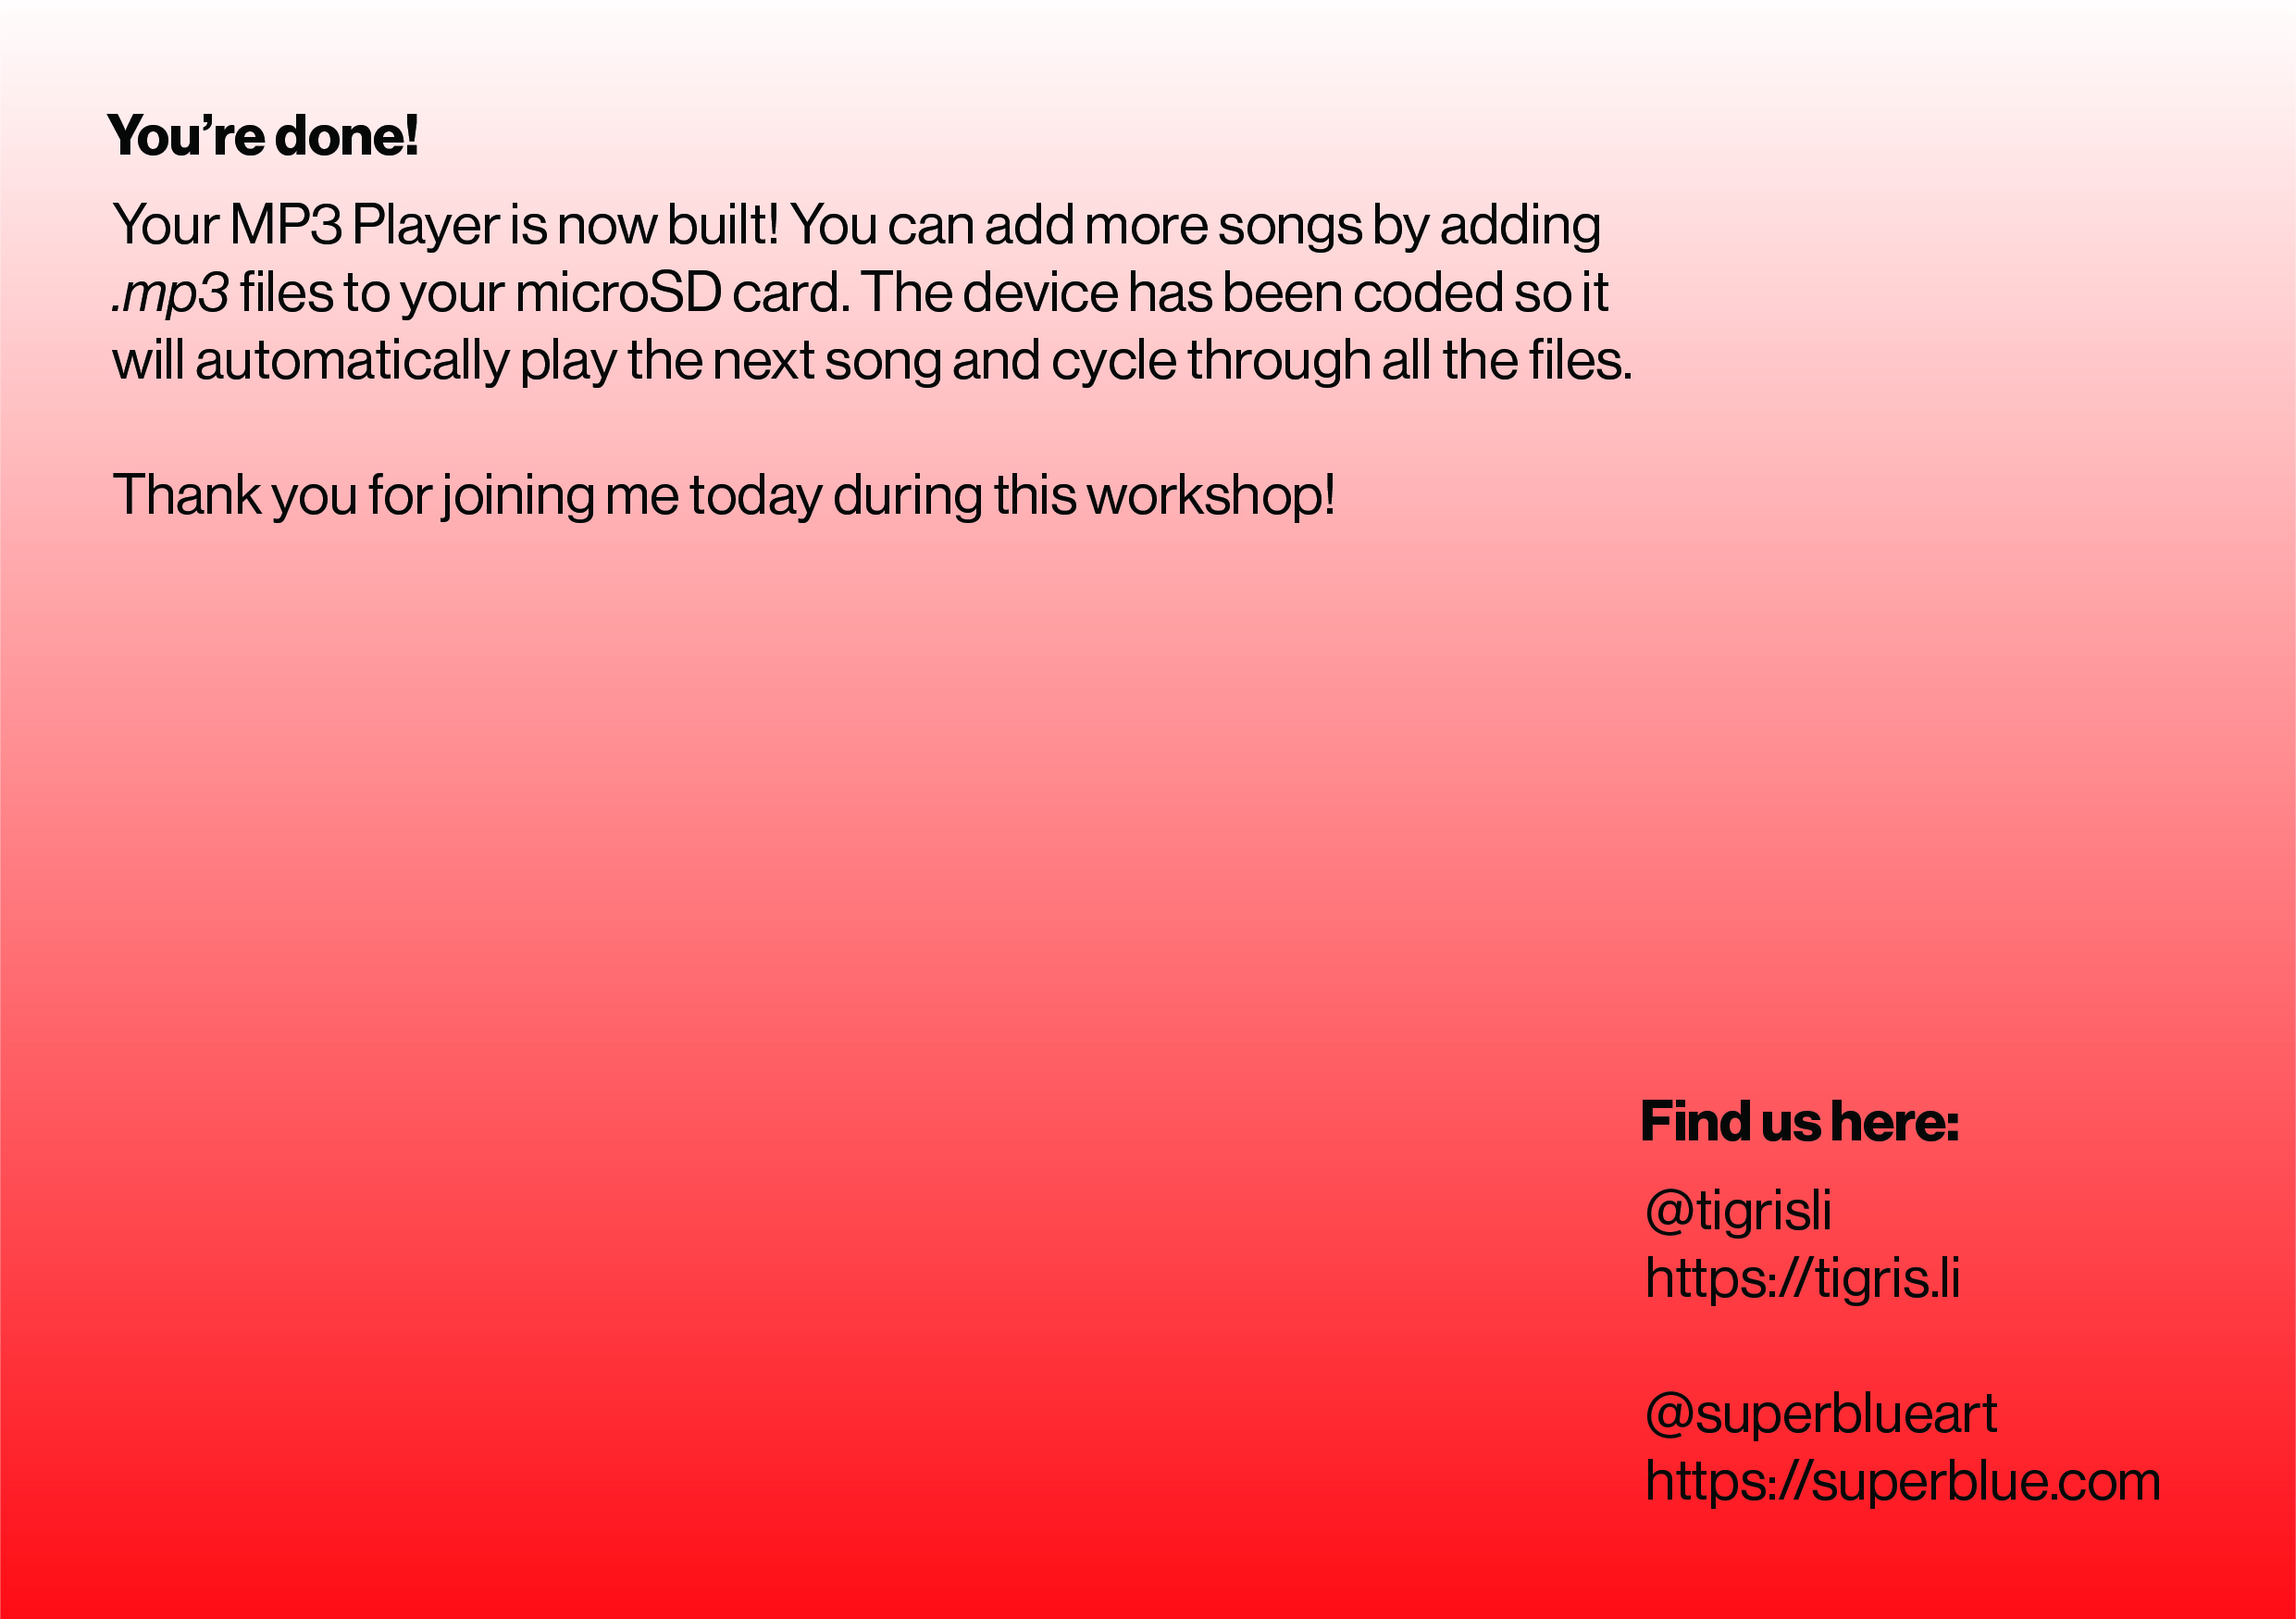 You’re done!
Your MP3 Player is now built! You can add more songs by adding
.mp3 files to your microSD card. The device has been coded so it
will automatically play the next song and cycle through all the files.
Thank you for joining me today during this workshop!
Find us here:
@tigrisli
https://tigris.li
@superblueart
https://superblue.com